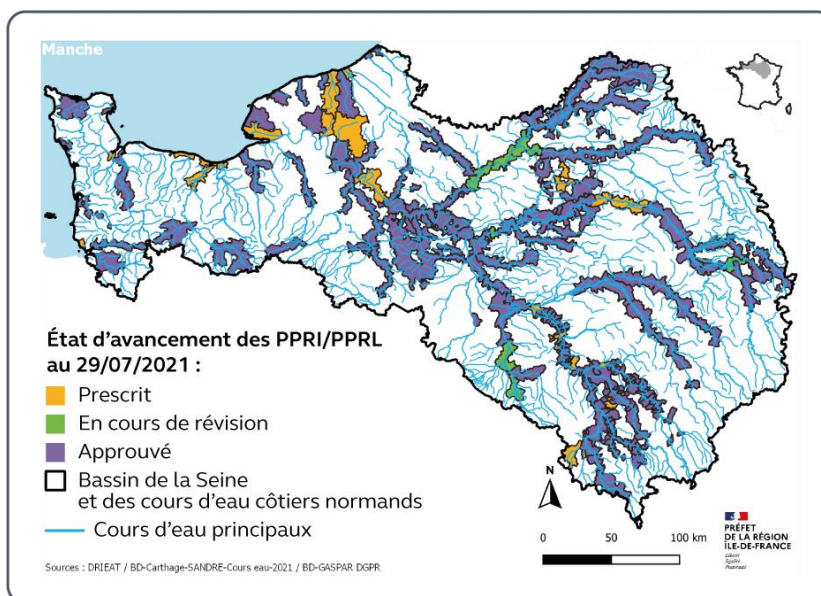 Manche
État d'avancement des PPRI/PPRL
au 29/07/2021 :
Prescrit
En cours de révision
Approuvé
Bassin de la Seine
et des cours d'eau côtiers normands
Cours d'eau principaux
Sources : DRIEAT / BD-Carthage-SANDRE-Cours eau-2021 / BD-GASPAR DGPR
N
0 50 100 km
PRÉFET
DE LA RÉGION
ÎLE-DE-FRANCE
Liberté
Égalité
Fraternité